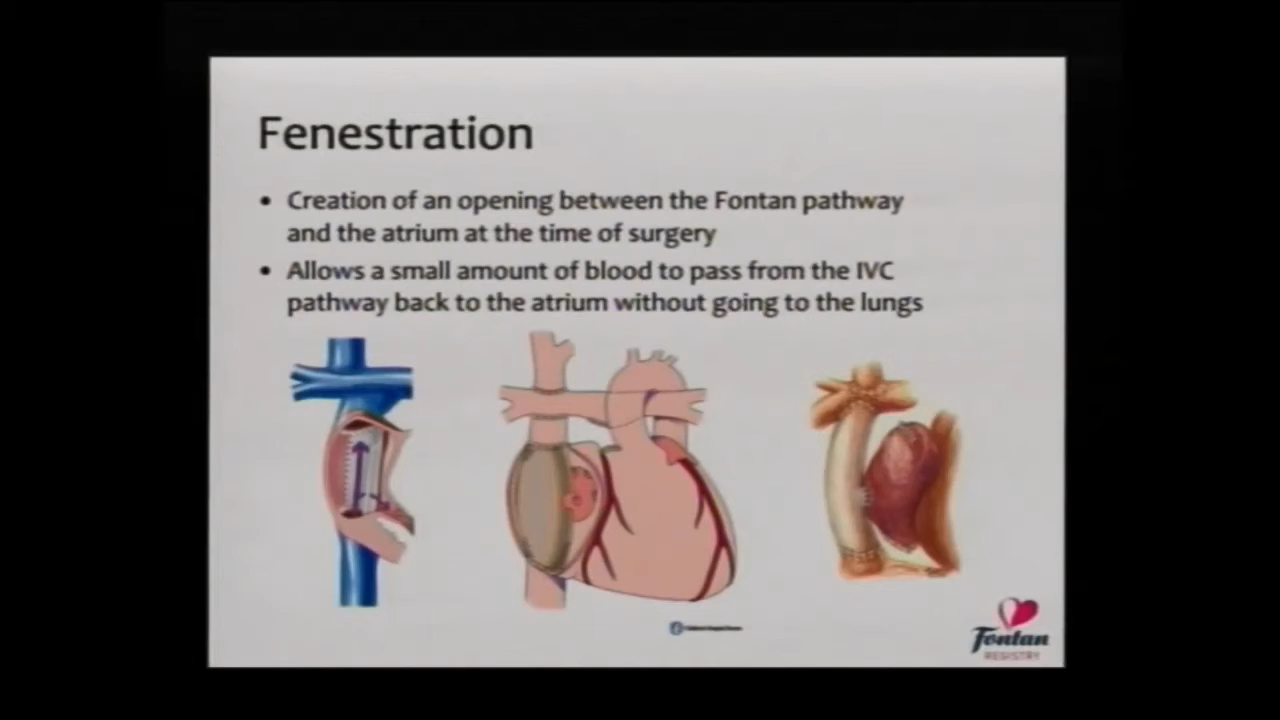 Fenestration
• Creation of an opening between the Fontan pathway
and the atrium at the time of surgery
• Allows a small amount of blood to pass from the IVC
pathway back to the atrium without going to the lungs
Fontan
REGISTRY